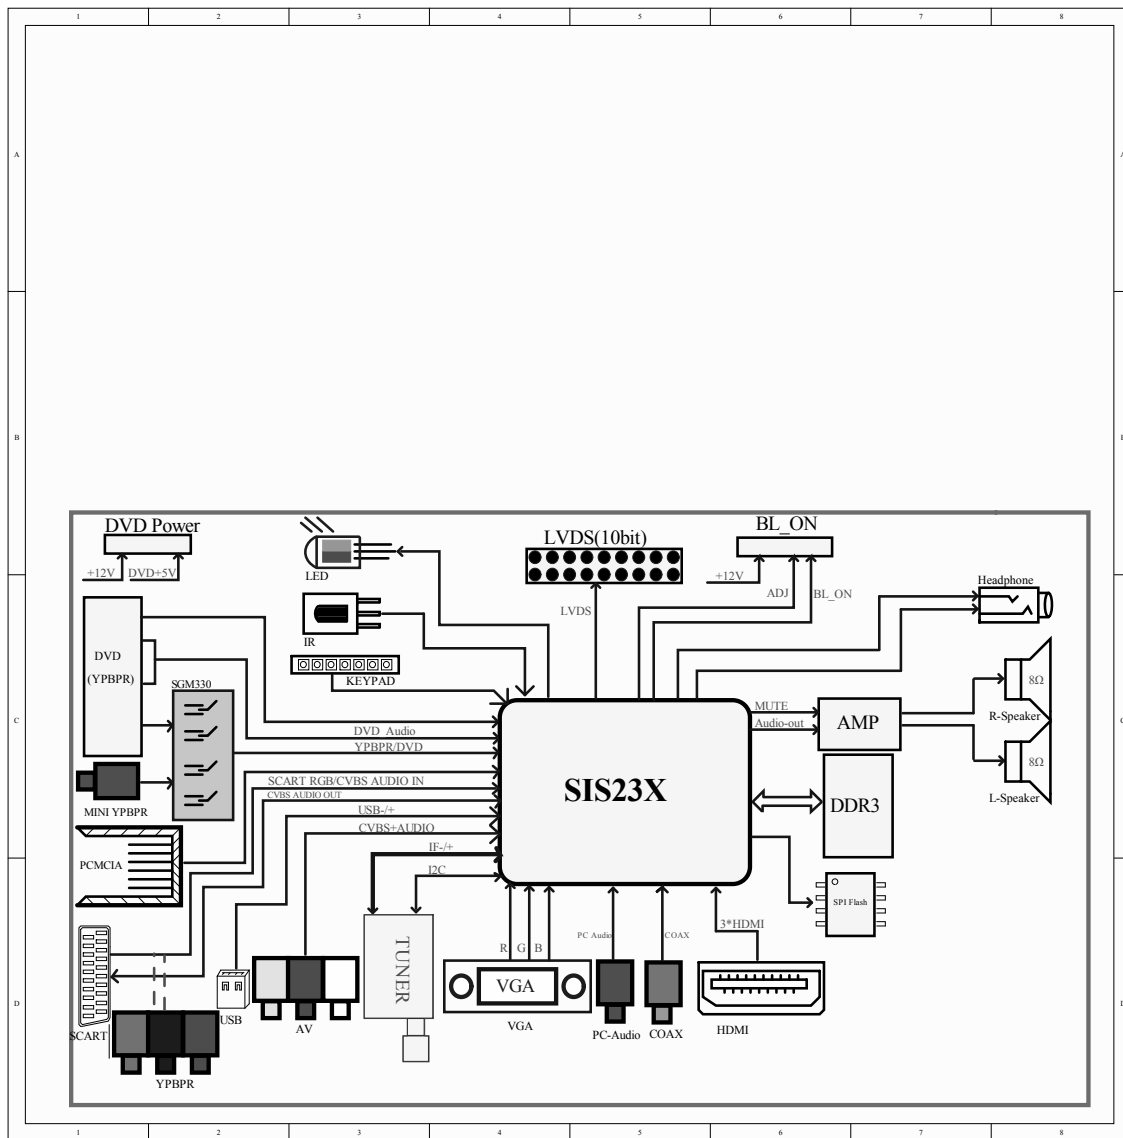 1 2 3 4 5 6 7 8
A
B
C
D
DVD Power
+12V DVD+5V
LED
LVDS(10bit)
LVDS
BL_ON
+12V
ADJ
BL_ON
Headphone
DVD
(YPBPR)
IR
KEYPAD
SGM330
DVD Audio
YPBPR/DVD
SCART RGB/CVBS AUDIO IN
CVBS AUDIO OUT
USB-/+
CVBS+AUDIO
IF-/+
I2C
MINI YPBPR
PCMCIA
SIS23X
MUTE
Audio-out
AMP
8Ω
R-Speaker
8Ω
L-Speaker
DDR3
SPI Flash
R G B
PC Audio
COAX
3*HDMI
SCART
YPBPR
USB
AV
TUNER
VGA
VGA
PC-Audio
COAX
HDMI
1 2 3 4 5 6 7 8